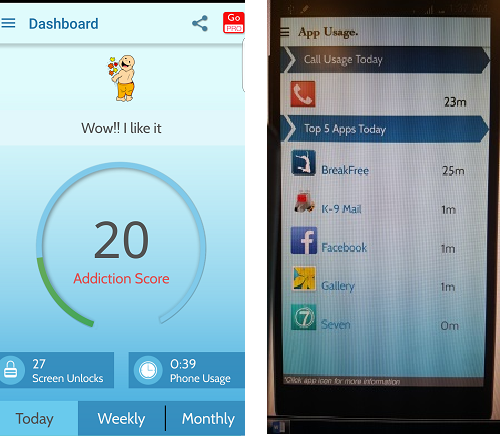 Dashboard
Go
PRO
Wow!! I like it
20
Addiction Score
27
Screen Unlocks
0:39
Phone Usage
Today
Weekly
Monthly
App Usage.
Call Usage Today
23m
Top 5 Apps Today
BreakFree 25m
K-9 Mail 1m
Facebook 1m
Gallery 1m
Seven 0m
*Click app icon for more information